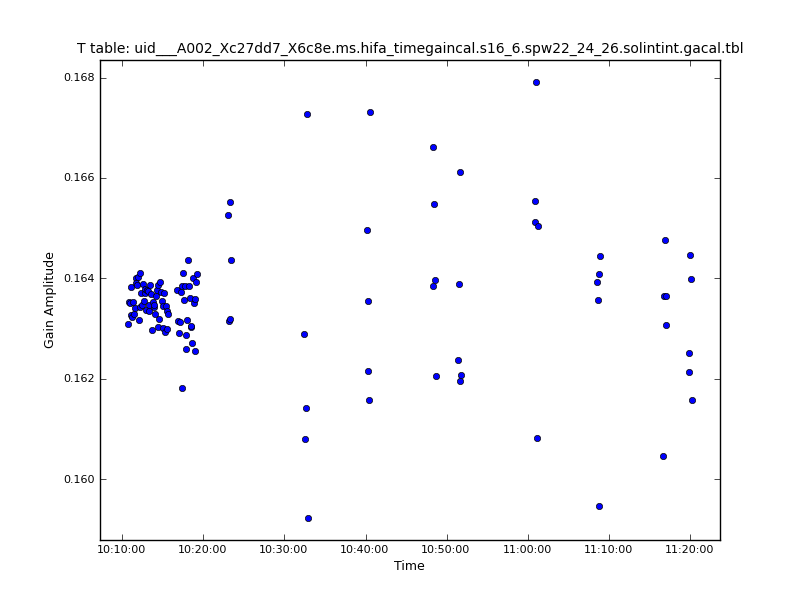 T table: uid___A002_Xc27dd7_X6c8e.ms.hifa_timegaincal.s16_6.spw22_24_26.solintint.gacal.tbl
0.168
0.166
0.164
0.162
0.160
Gain Amplitude
10:10:00 10:20:00 10:30:00 10:40:00 10:50:00 11:00:00 11:10:00 11:20:00
Time